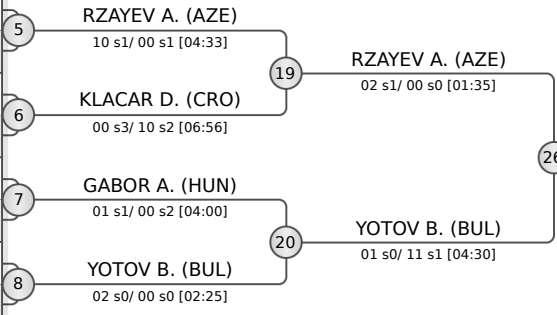 RZAYEV A. (AZE)
5
10 s1/ 00 s1 [04:33]
19
RZAYEV A. (AZE)
02 s1/ 00 s0 [01:35]
KLACAR D. (CRO)
6
00 s3/ 10 s2 [06:56]
26
GABOR A. (HUN)
7
01 s1/ 00 s2 [04:00]
20
YOTOV B. (BUL)
01 s0/ 11 s1 [04:30]
YOTOV B. (BUL)
8
02 s0/ 00 s0 [02:25]